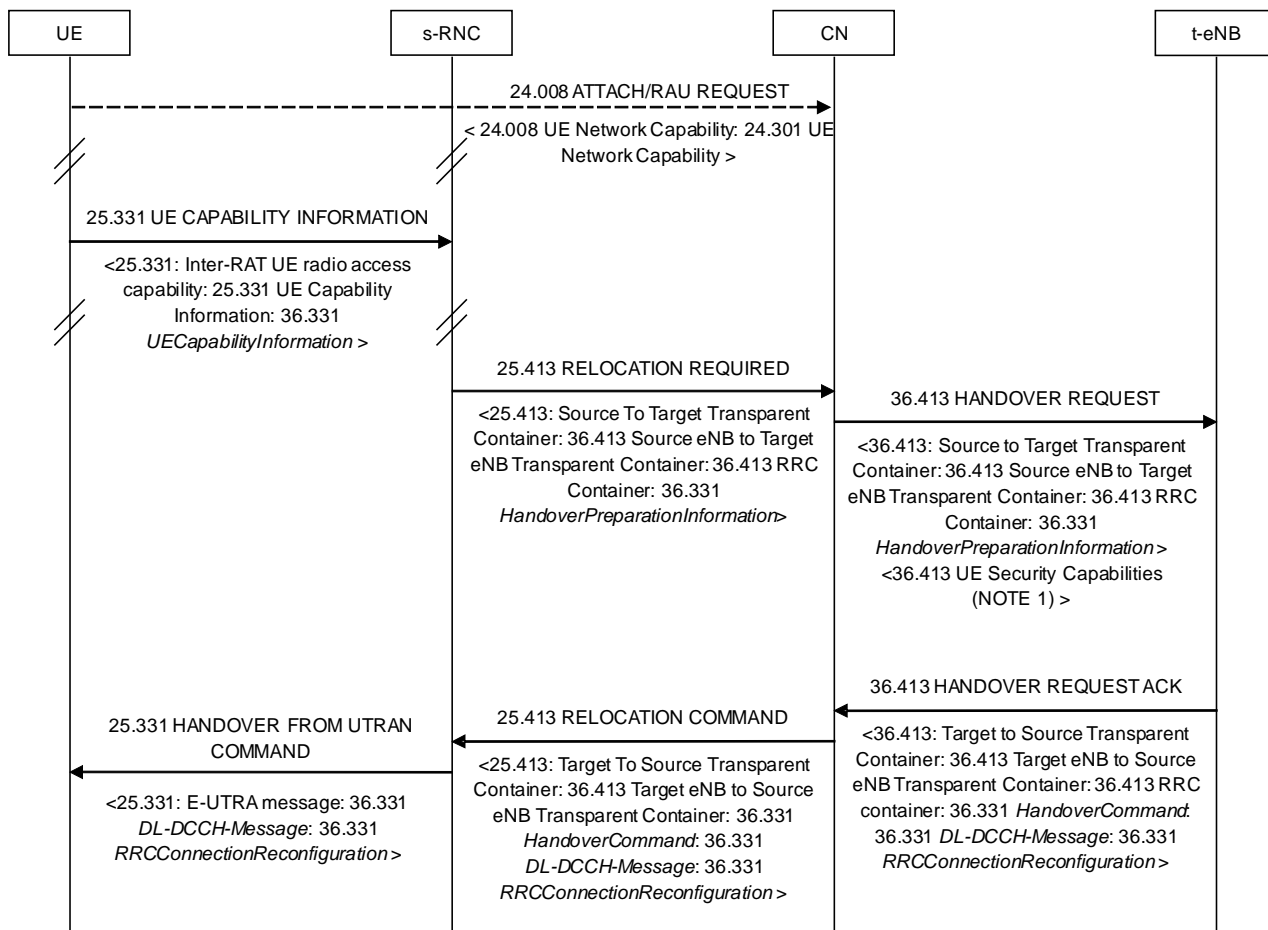 UE
s-RNC
CN
t-eNB
24.008 ATTACH/RAU REQUEST
< 24.008 UE Network Capability: 24.301 UE
Network Capability >
25.331 UE CAPABILITY INFORMATION
<25.331: Inter-RAT UE radio access
capability: 25.331 UE Capability
Information: 36.331
UECapabilityInformation >
25.413 RELOCATION REQUIRED
<25.413: Source To Target Transparent
Container: 36.413 Source eNB to Target
eNB Transparent Container: 36.413 RRC
Container: 36.331
HandoverPreparationInformation>
36.413 HANDOVER REQUEST
<36.413: Source to Target Transparent
Container: 36.413 Source eNB to Target
eNB Transparent Container: 36.413 RRC
Container: 36.331
HandoverPreparationInformation >
<36.413 UE Security Capabilities
(NOTE 1) >
36.413 HANDOVER REQUEST ACK
<36.413: Target to Source Transparent
Container: 36.413 Target eNB to Source
eNB Transparent Container: 36.413 RRC
container: 36.331 HandoverCommand:
36.331 DL-DCCH-Message: 36.331
RRCConnectionReconfiguration >
25.413 RELOCATION COMMAND
<25.413: Target To Source Transparent
Container: 36.413 Target eNB to Source
eNB Transparent Container: 36.331
HandoverCommand: 36.331
DL-DCCH-Message: 36.331
RRCConnectionReconfiguration >
25.331 HANDOVER FROM UTRAN
COMMAND
<25.331: E-UTRA message: 36.331
DL-DCCH-Message: 36.331
RRCConnectionReconfiguration >